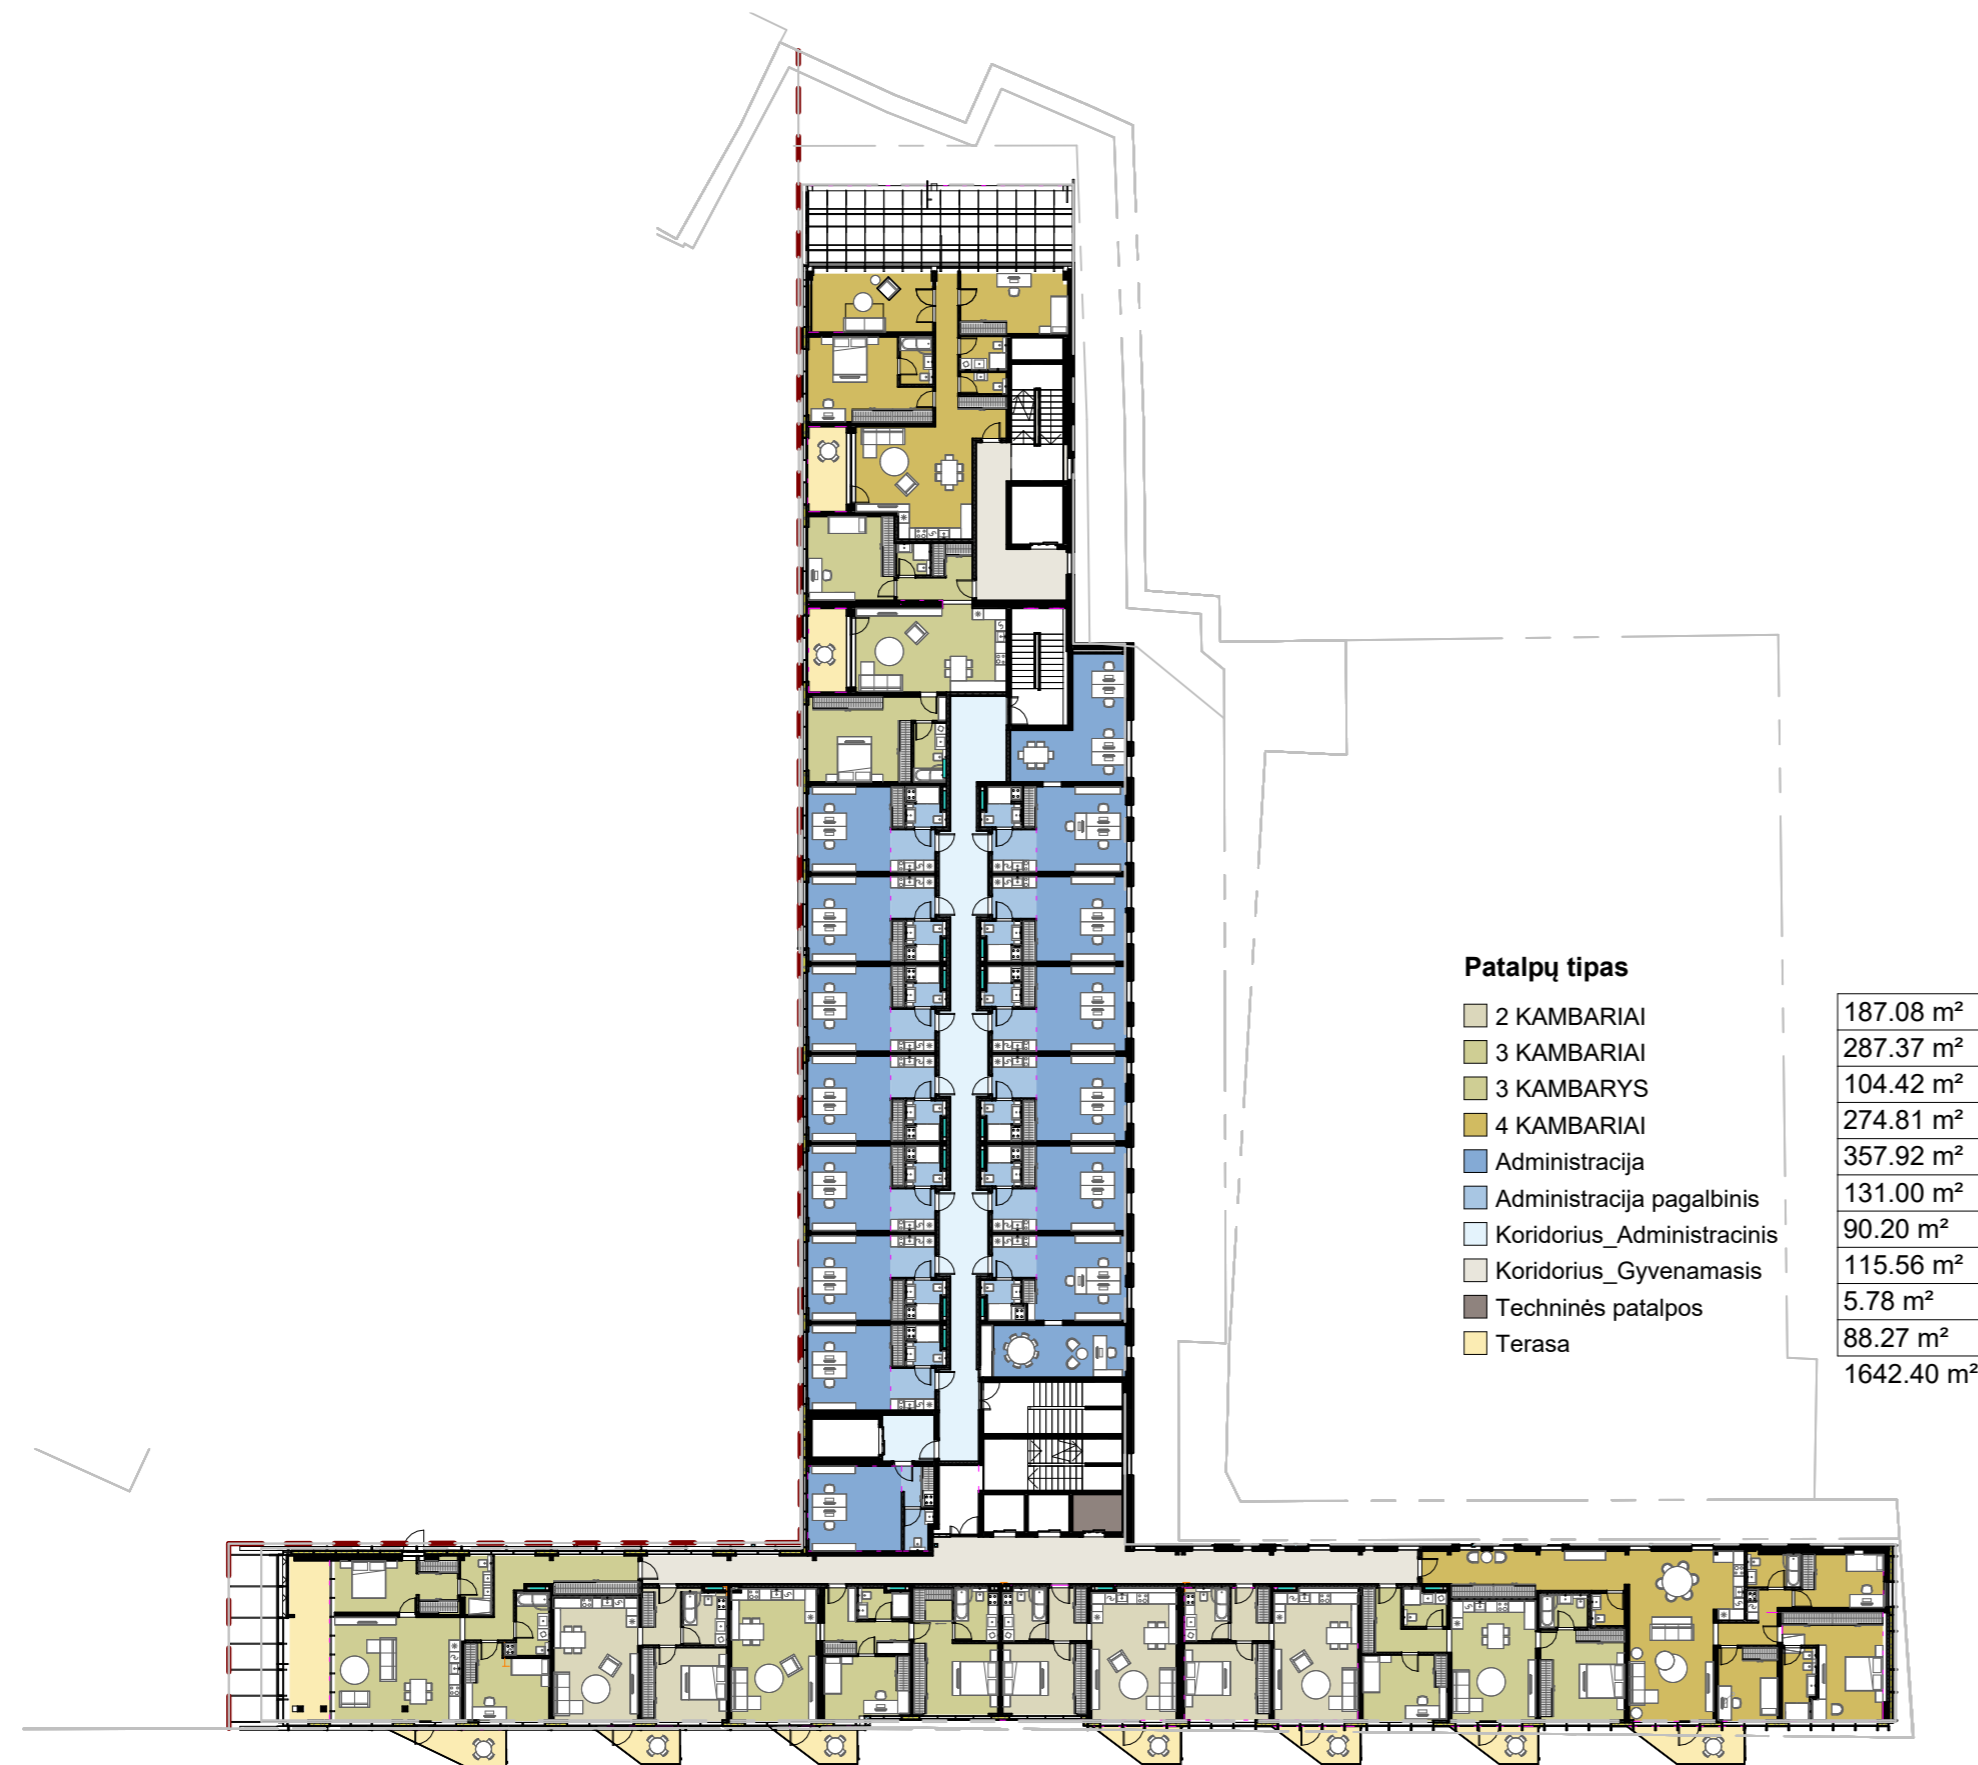 Patalpų tipas
2 KAMBARIAI 187.08 m²
3 KAMBARIAI 287.37 m²
3 KAMBARYS 104.42 m²
4 KAMBARIAI 274.81 m²
Administracija 357.92 m²
Administracija pagalbinis 131.00 m²
Koridorius_Administracinis 90.20 m²
Koridorius_Gyvenamasis 115.56 m²
Techninės patalpos 5.78 m²
Terasa 88.27 m²
1642.40 m²